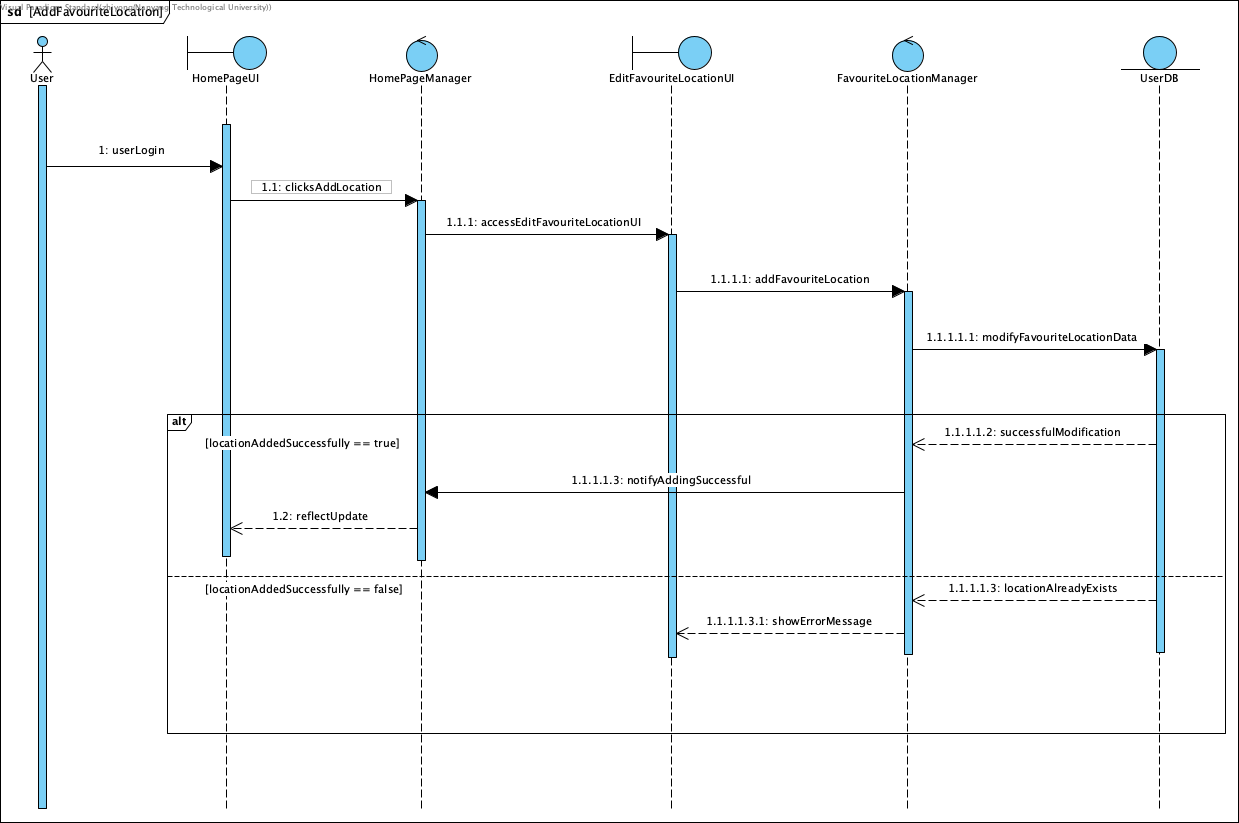 Visual Paradigm Standard(zhiyong(Nanyang Technological University))
sd [AddFavouriteLocation]
User
HomePageUI
HomePageManager
EditFavouriteLocationUI
FavouriteLocationManager
UserDB
1: userLogin
1.1: clicksAddLocation
1.1.1: accessEditFavouriteLocationUI
1.1.1.1: addFavouriteLocation
1.1.1.1.1: modifyFavouriteLocationData
alt
[locationAddedSuccessfully == true]
1.1.1.1.2: successfulModification
1.1.1.1.3: notifyAddingSuccessful
1.2: reflectUpdate
[locationAddedSuccessfully == false]
1.1.1.1.3: locationAlreadyExists
1.1.1.1.3.1: showErrorMessage